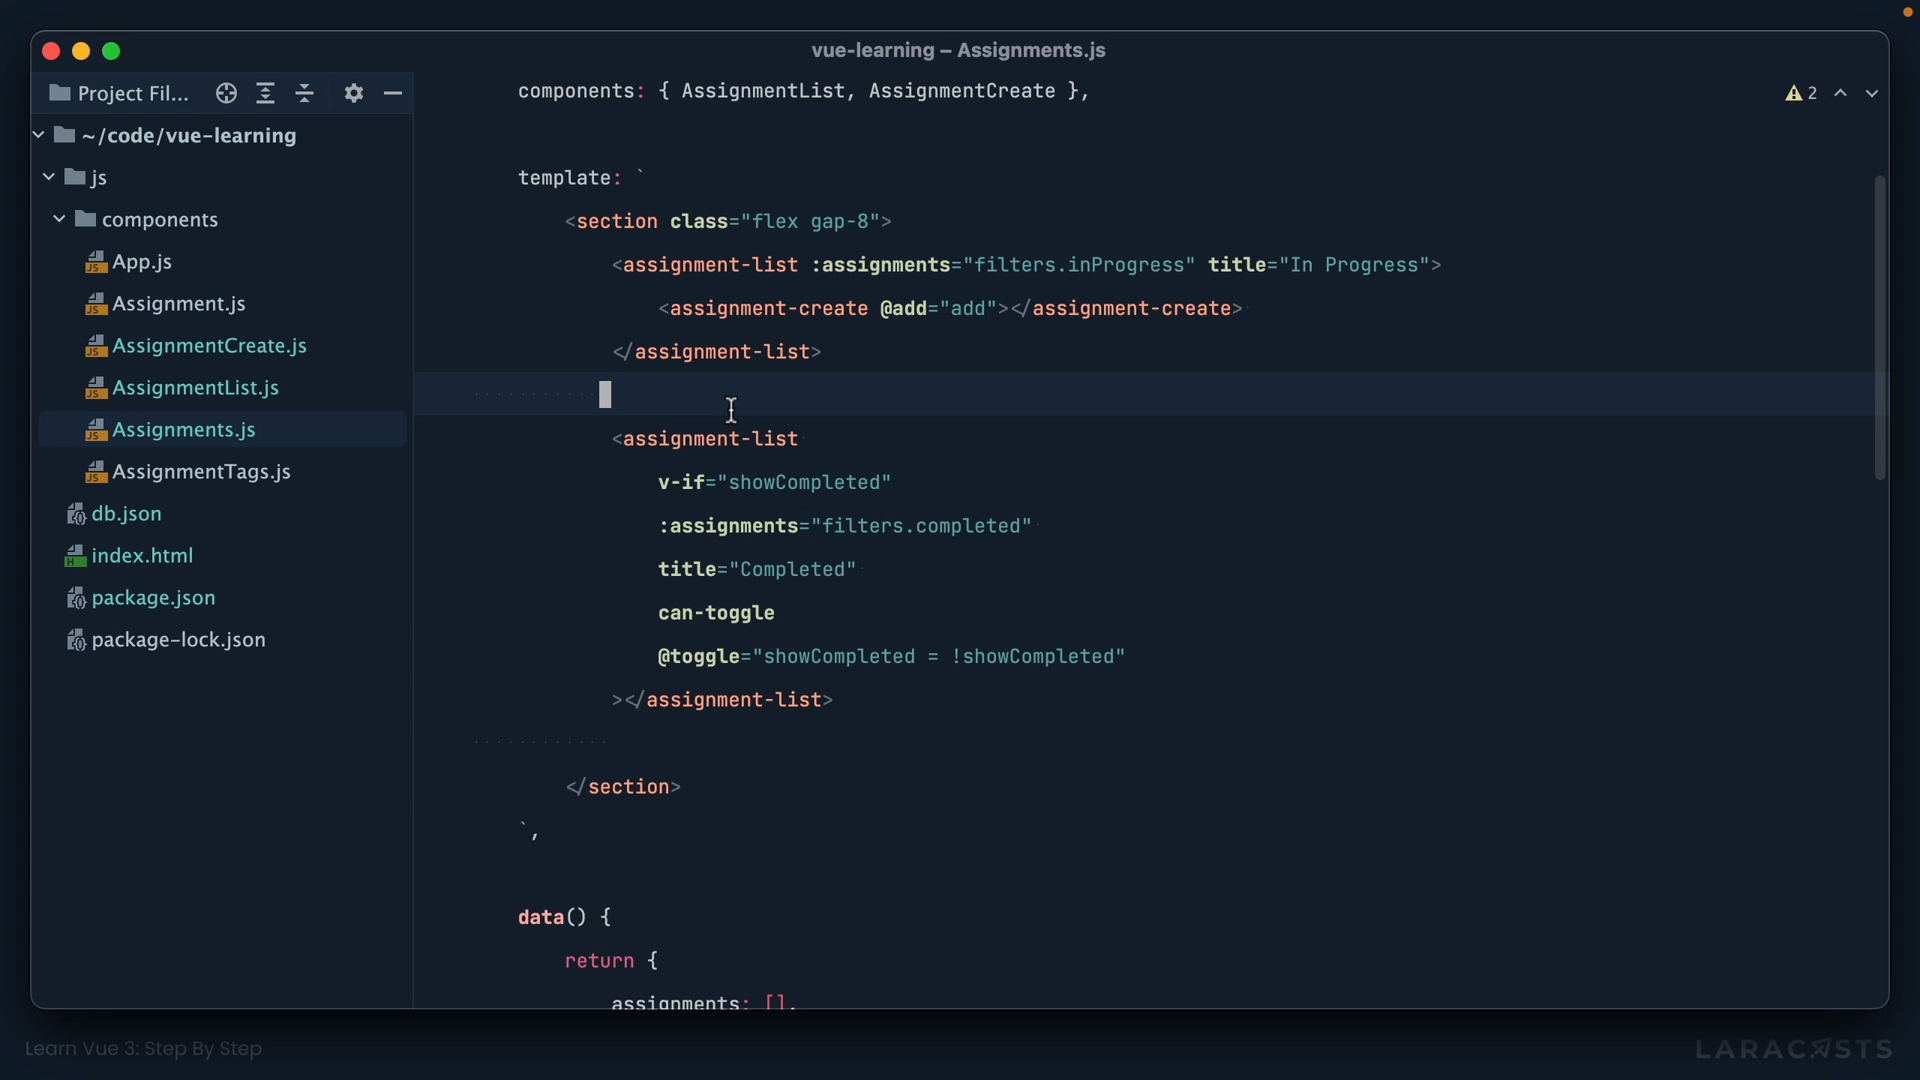 vue-learning – Assignments.js
Project Fil...
~/code/vue-learning
js
components
App.js
Assignment.js
AssignmentCreate.js
AssignmentList.js
Assignments.js
AssignmentTags.js
db.json
index.html
package.json
package-lock.json
2
components: { AssignmentList, AssignmentCreate },
template: `
<section class="flex gap-8">
<assignment-list :assignments="filters.inProgress" title="In Progress">
<assignment-create @add="add"></assignment-create>
</assignment-list>
<assignment-list
v-if="showCompleted"
:assignments="filters.completed"
title="Completed"
can-toggle
@toggle="showCompleted = !showCompleted"
></assignment-list>
</section>
`,
data() {
return {
assignments: [],
Learn Vue 3: Step By Step
LARACASTS